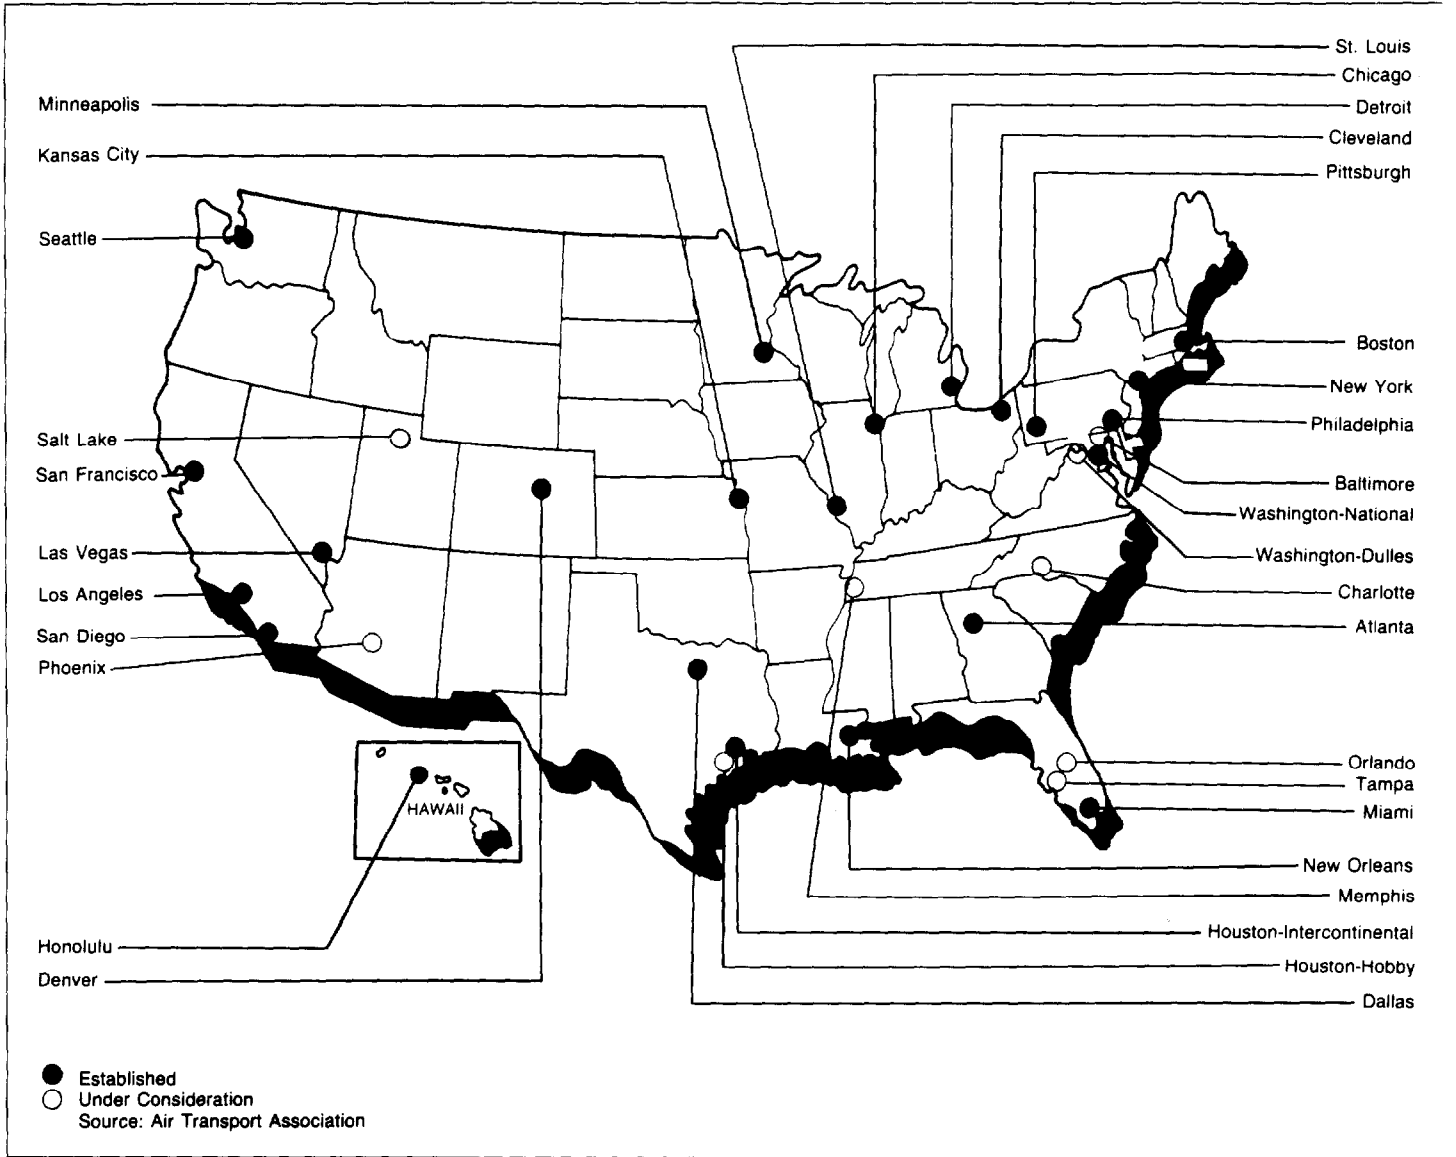 St. Louis
Chicago
Detroit
Cleveland
Pittsburgh
Minneapolis
Kansas City
Seattle
Salt Lake
San Francisco
Las Vegas
Los Angeles
San Diego
Phoenix
Honolulu
Denver
HAWAII
Boston
New York
Philadelphia
Baltimore
Washington-National
Washington-Dulles
Charlotte
Atlanta
Orlando
Tampa
Miami
New Orleans
Memphis
Houston-Intercontinental
Houston-Hobby
Dallas
Established
Under Consideration
Source: Air Transport Association